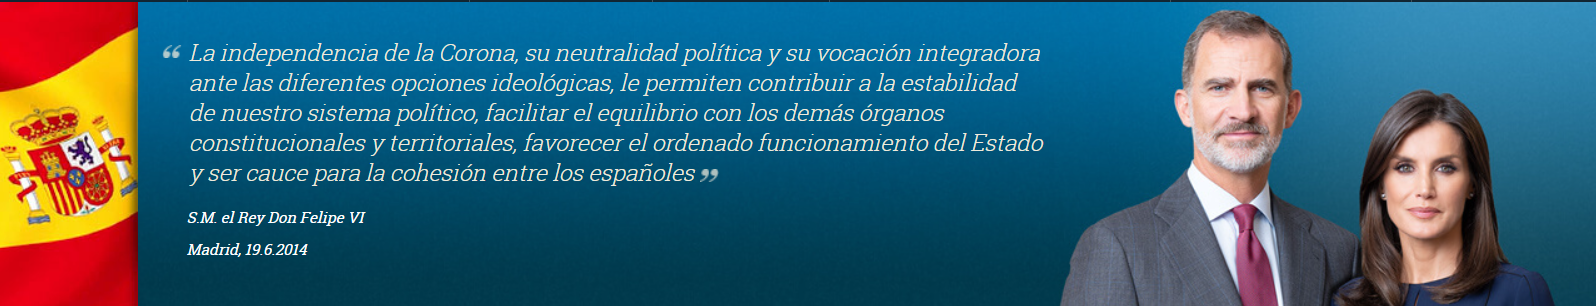 “ La independencia de la Corona, su neutralidad política y su vocación integradora
ante las diferentes opciones ideológicas, le permiten contribuir a la estabilidad
de nuestro sistema político, facilitar el equilibrio con los demás órganos
constitucionales y territoriales, favorecer el ordenado funcionamiento del Estado
y ser cauce para la cohesión entre los españoles ”
S.M. el Rey Don Felipe VI
Madrid, 19.6.2014